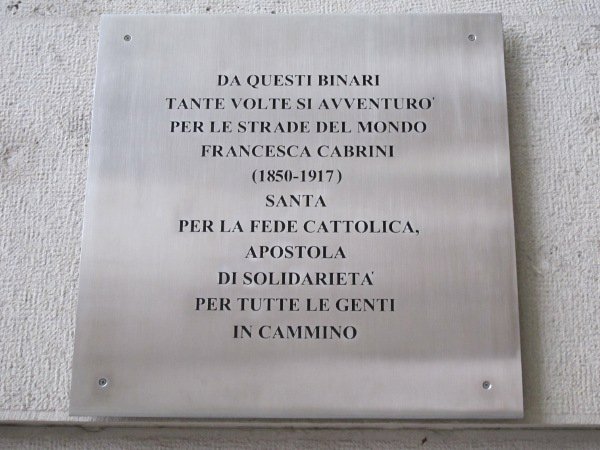 DA QUESTI BINARI
TANTE VOLTE SI AVVENTURO'
PER LE STRADE DEL MONDO
FRANCESCA CABRINI
(1850-1917)
SANTA
PER LA FEDE CATTOLICA,
APOSTOLA
DI SOLIDARIETA'
PER TUTTE LE GENTI
IN CAMMINO